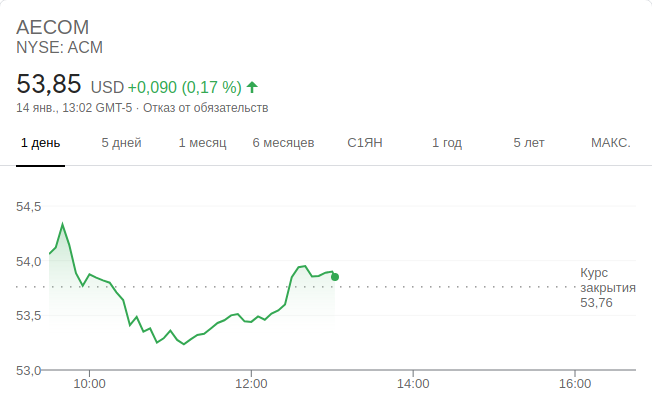 AECOM
NYSE: ACM
53,85 USD +0,090 (0,17 %)
14 янв., 13:02 GMT-5 · Отказ от обязательств
1 день 5 дней 1 месяц 6 месяцев С1ЯН 1 год 5 лет МАКС.
54,5
54,0
Курс
закрытия
53,76
53,5
53,0
10:00 12:00 14:00 16:00